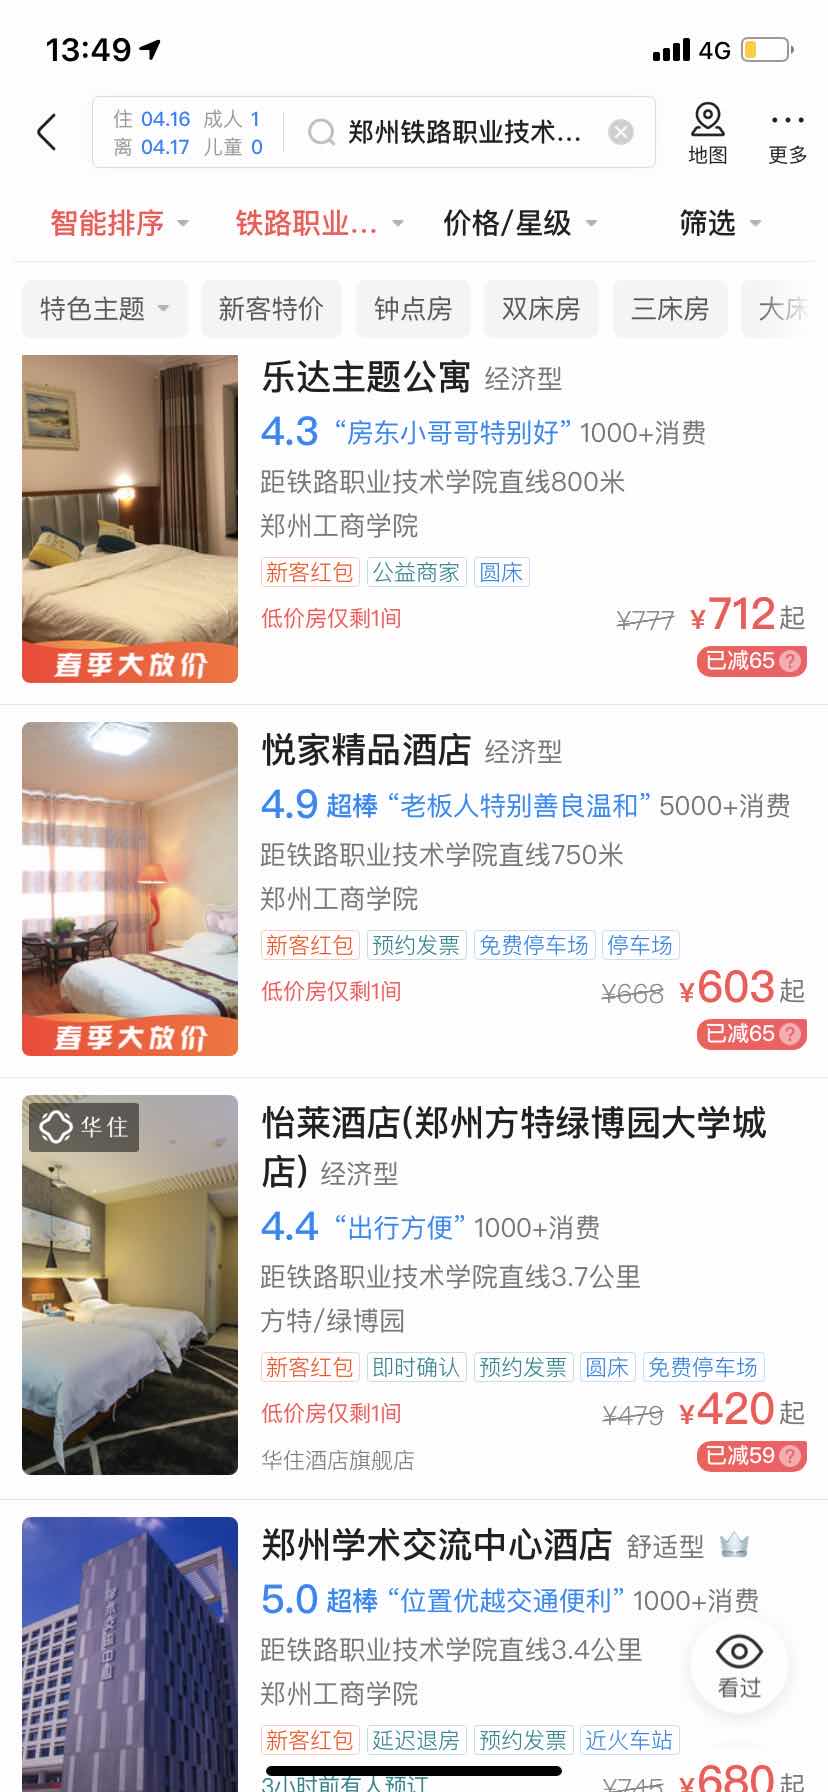 13:49
4G
住 04.16 成人 1
离 04.17 儿童 0
郑州铁路职业技术...
地图
更多
智能排序
铁路职业...
价格/星级
筛选
特色主题
新客特价
钟点房
双床房
三床房
大床
乐达主题公寓 经济型
4.3 “房东小哥哥特别好” 1000+消费
距铁路职业技术学院直线800米
郑州工商学院
新客红包 公益商家 圆床
低价房仅剩1间
¥777 ¥712起
已减65?
春季大放价
悦家精品酒店 经济型
4.9 超棒 “老板人特别善良温和” 5000+消费
距铁路职业技术学院直线750米
郑州工商学院
新客红包 预约发票 免费停车场 停车场
低价房仅剩1间
¥668 ¥603起
已减65?
春季大放价
华住
怡莱酒店(郑州方特绿博园大学城
店) 经济型
4.4 “出行方便” 1000+消费
距铁路职业技术学院直线3.7公里
方特/绿博园
新客红包 即时确认 预约发票 圆床 免费停车场
低价房仅剩1间
¥479 ¥420起
已减59?
华住酒店旗舰店
郑州学术交流中心酒店 舒适型
5.0 超棒 “位置优越交通便利” 1000+消费
距铁路职业技术学院直线3.4公里
郑州工商学院
看过
新客红包 延迟退房 预约发票 近火车站
3小时前有人预订
¥745 ¥680起